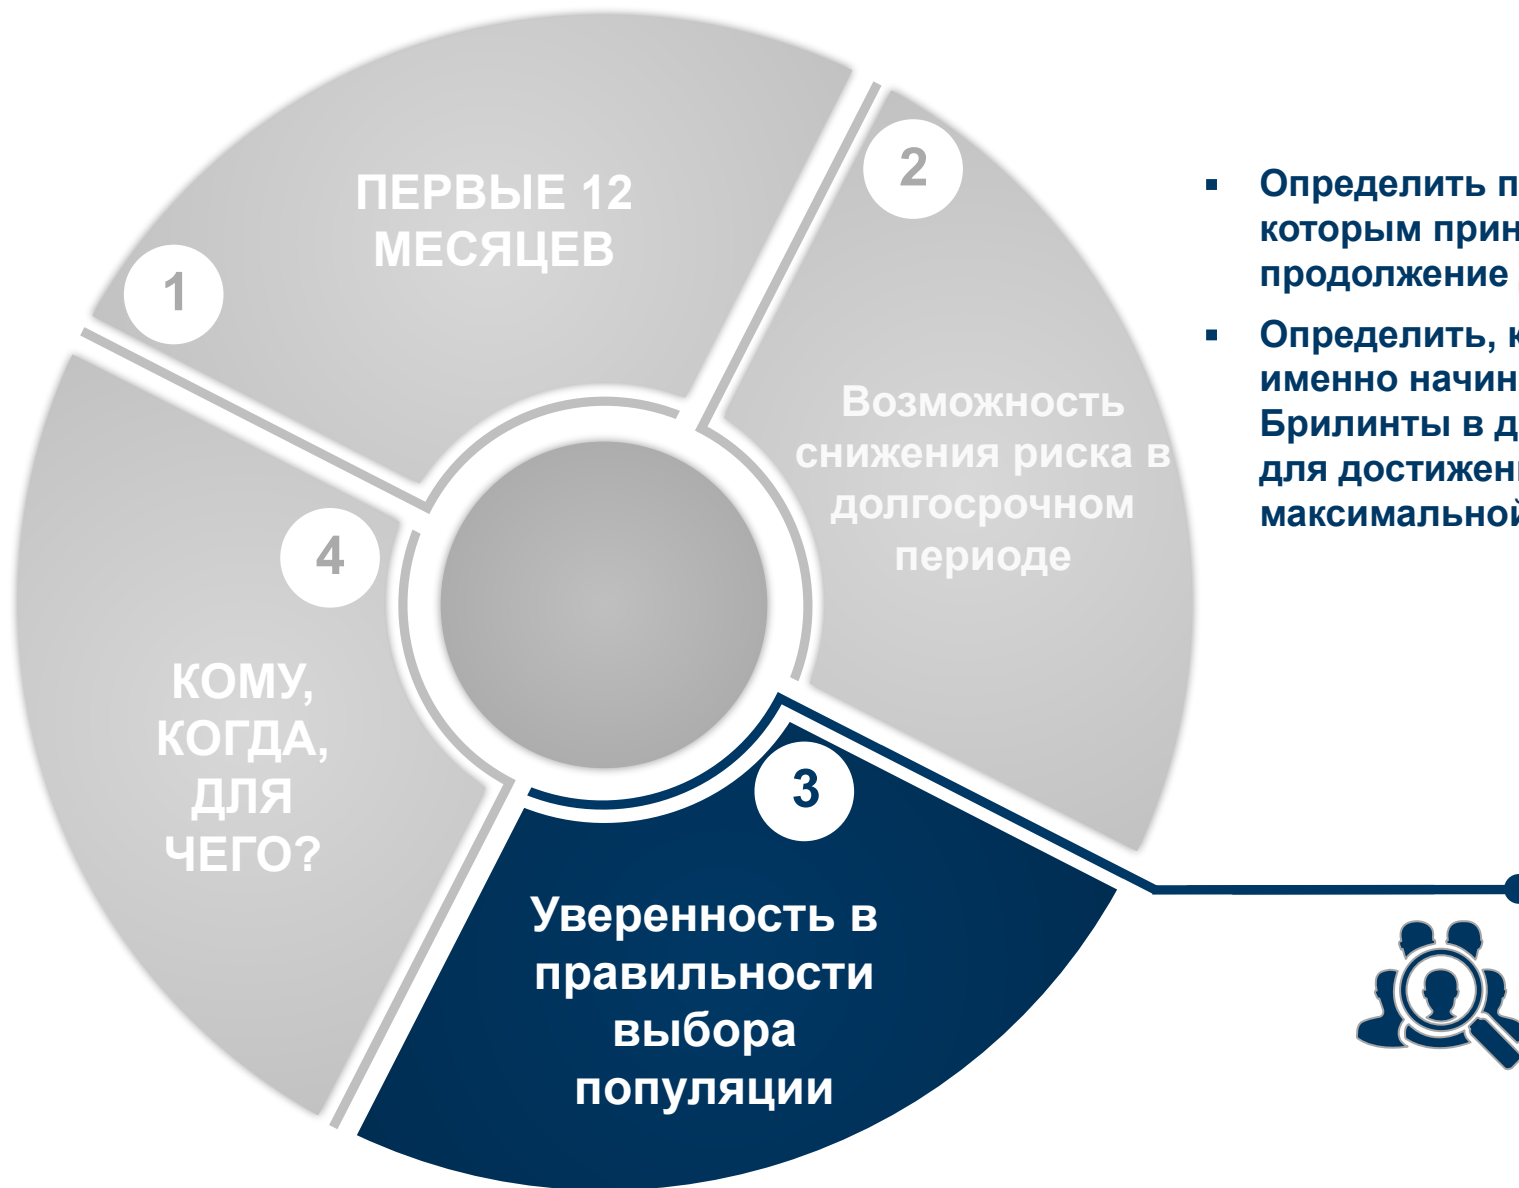 1
ПЕРВЫЕ 12
МЕСЯЦЕВ
2
Возможность
снижения риска в
долгосрочном
периоде
3
Уверенность в
правильности
выбора
популяции
4
КОМУ,
КОГДА,
ДЛЯ
ЧЕГО?
▪ Определить
которым
продолжение
▪ Определить,
именно
Брилинты в
для